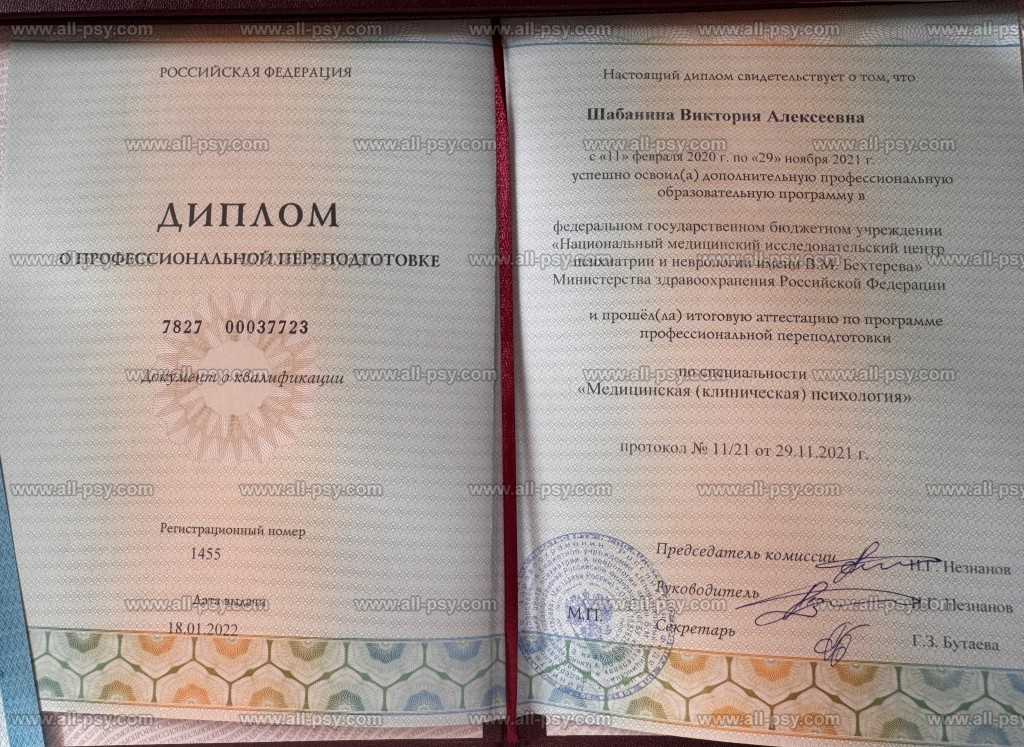 РОССИЙСКАЯ ФЕДЕРАЦИЯ
ДИПЛОМ
О ПРОФЕССИОНАЛЬНОЙ ПЕРЕПОДГОТОВКЕ
7827 00037723
Документ о квалификации
Регистрационный номер
1455
Дата выдачи
18.01.2022
Настоящий диплом свидетельствует о том, что
Шабанина Виктория Алексеевна
с «11» февраля 2020 г. по «29» ноября 2021 г.
успешно освоил(а) дополнительную профессиональную
образовательную программу в
федеральном государственном бюджетном учреждении
«Национальный медицинский исследовательский центр
психиатрии и неврологии имени В.М. Бехтерева»
Министерства здравоохранения Российской Федерации
и прошёл(ла) итоговую аттестацию по программе
профессиональной переподготовки
по специальности
«Медицинская (клиническая) психология»
протокол № 11/21 от 29.11.2021 г.
Председатель комиссии Н.Г. Незнанов
Руководитель Н.Г. Незнанов
М.П.
Секретарь Г.З. Бутаева
www.all-psy.com